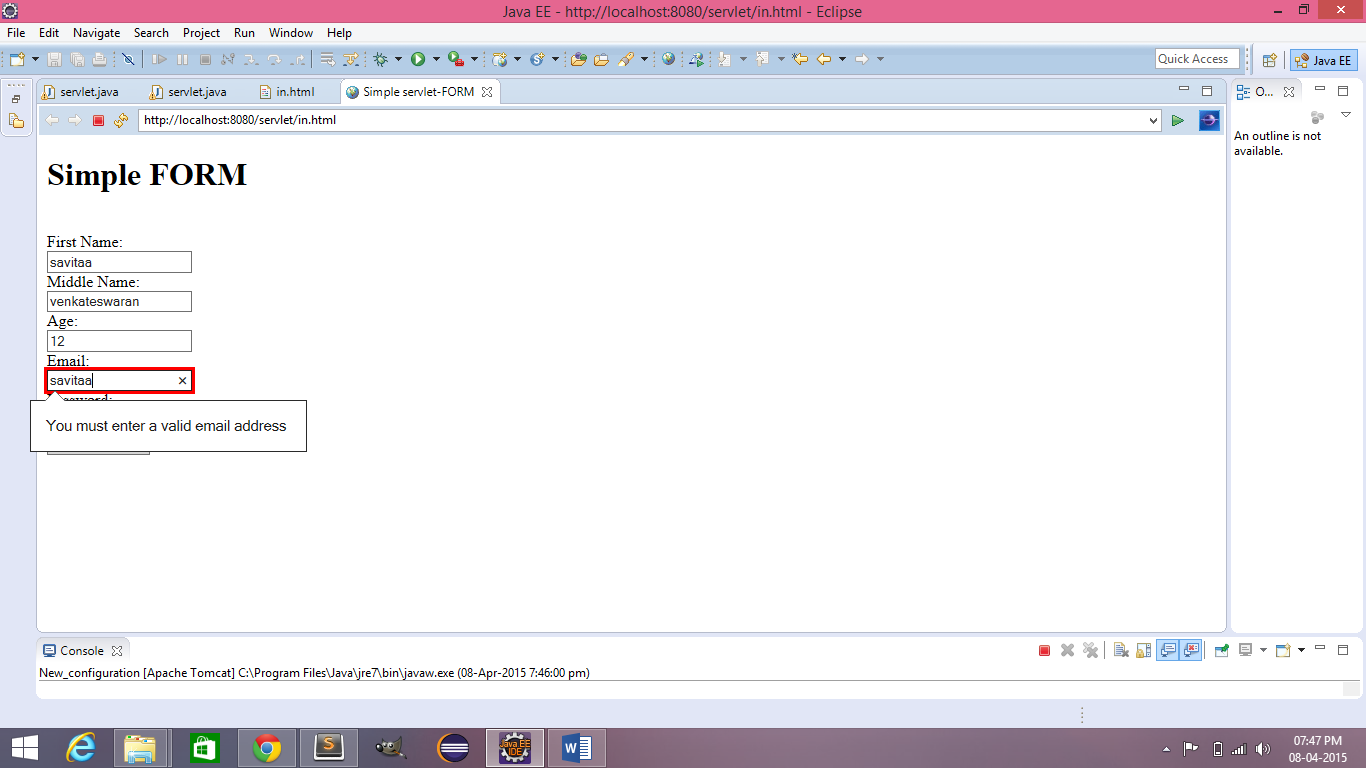 Java EE - http://localhost:8080/servlet/in.html - Eclipse
File Edit Navigate Search Project Run Window Help
Quick Access
Java EE
servlet.java servlet.java in.html Simple servlet-FORM
O...
http://localhost:8080/servlet/in.html
An outline is not
available.
Simple FORM
First Name:
savitaa
Middle Name:
venkateswaran
Age:
12
Email:
savitaa
You must enter a valid email address
Console
New_configuration [Apache Tomcat] C:\Program Files\Java\jre7\bin\javaw.exe (08-Apr-2015 7:46:00 pm)
Java EE
IDE
07:47 PM
08-04-2015